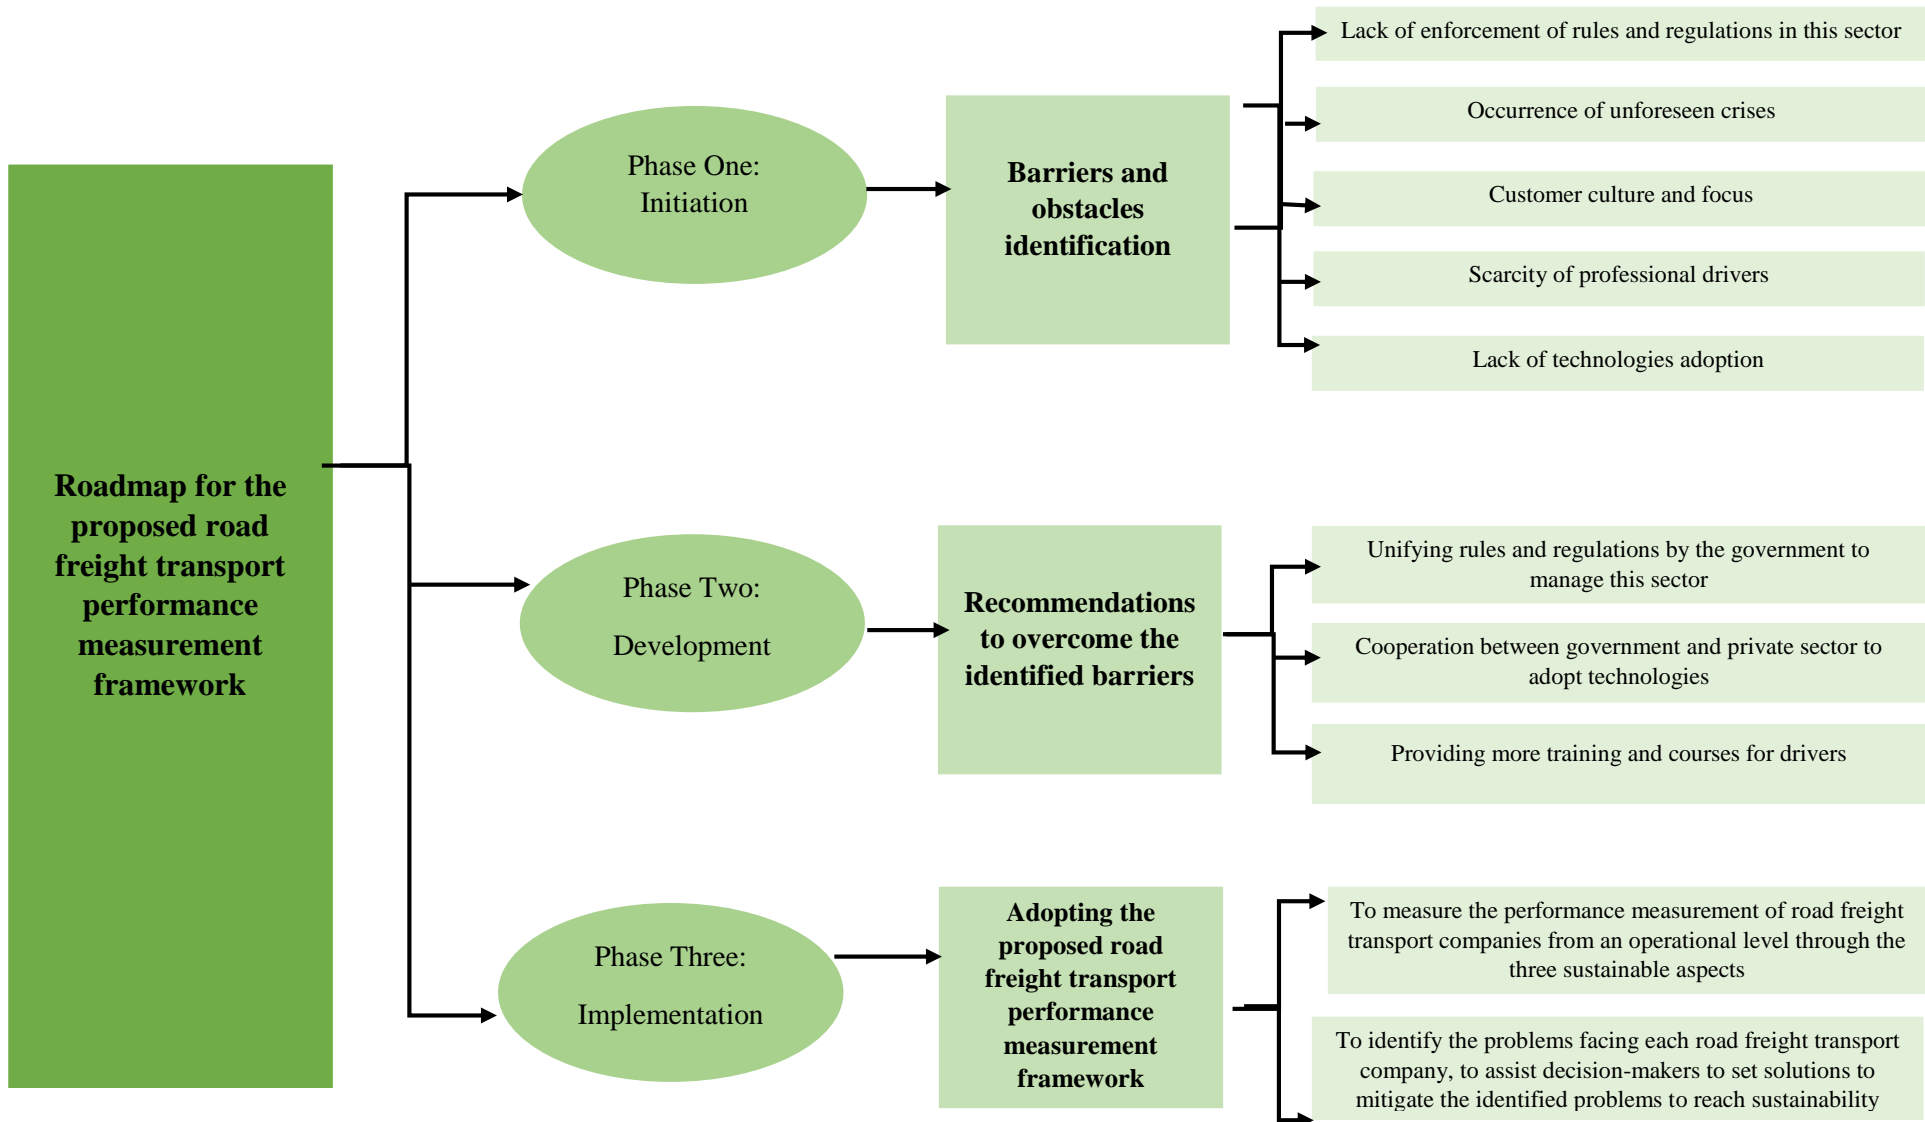 Roadmap for the
proposed road
freight transport
performance
measurement
framework
Phase One:
Initiation
Barriers and
obstacles
identification
Lack of enforcement of rules and regulations in this sector
Occurrence of unforeseen crises
Customer culture and focus
Scarcity of professional drivers
Lack of technologies adoption
Phase Two:
Development
Recommendations
to overcome the
identified barriers
Unifying rules and regulations by the government to
manage this sector
Cooperation between government and private sector to
adopt technologies
Providing more training and courses for drivers
Phase Three:
Implementation
Adopting the
proposed road
freight transport
performance
measurement
framework
To measure the performance measurement of road freight
transport companies from an operational level through the
three sustainable aspects
To identify the problems facing each road freight transport
company, to assist decision-makers to set solutions to
mitigate the identified problems to reach sustainability